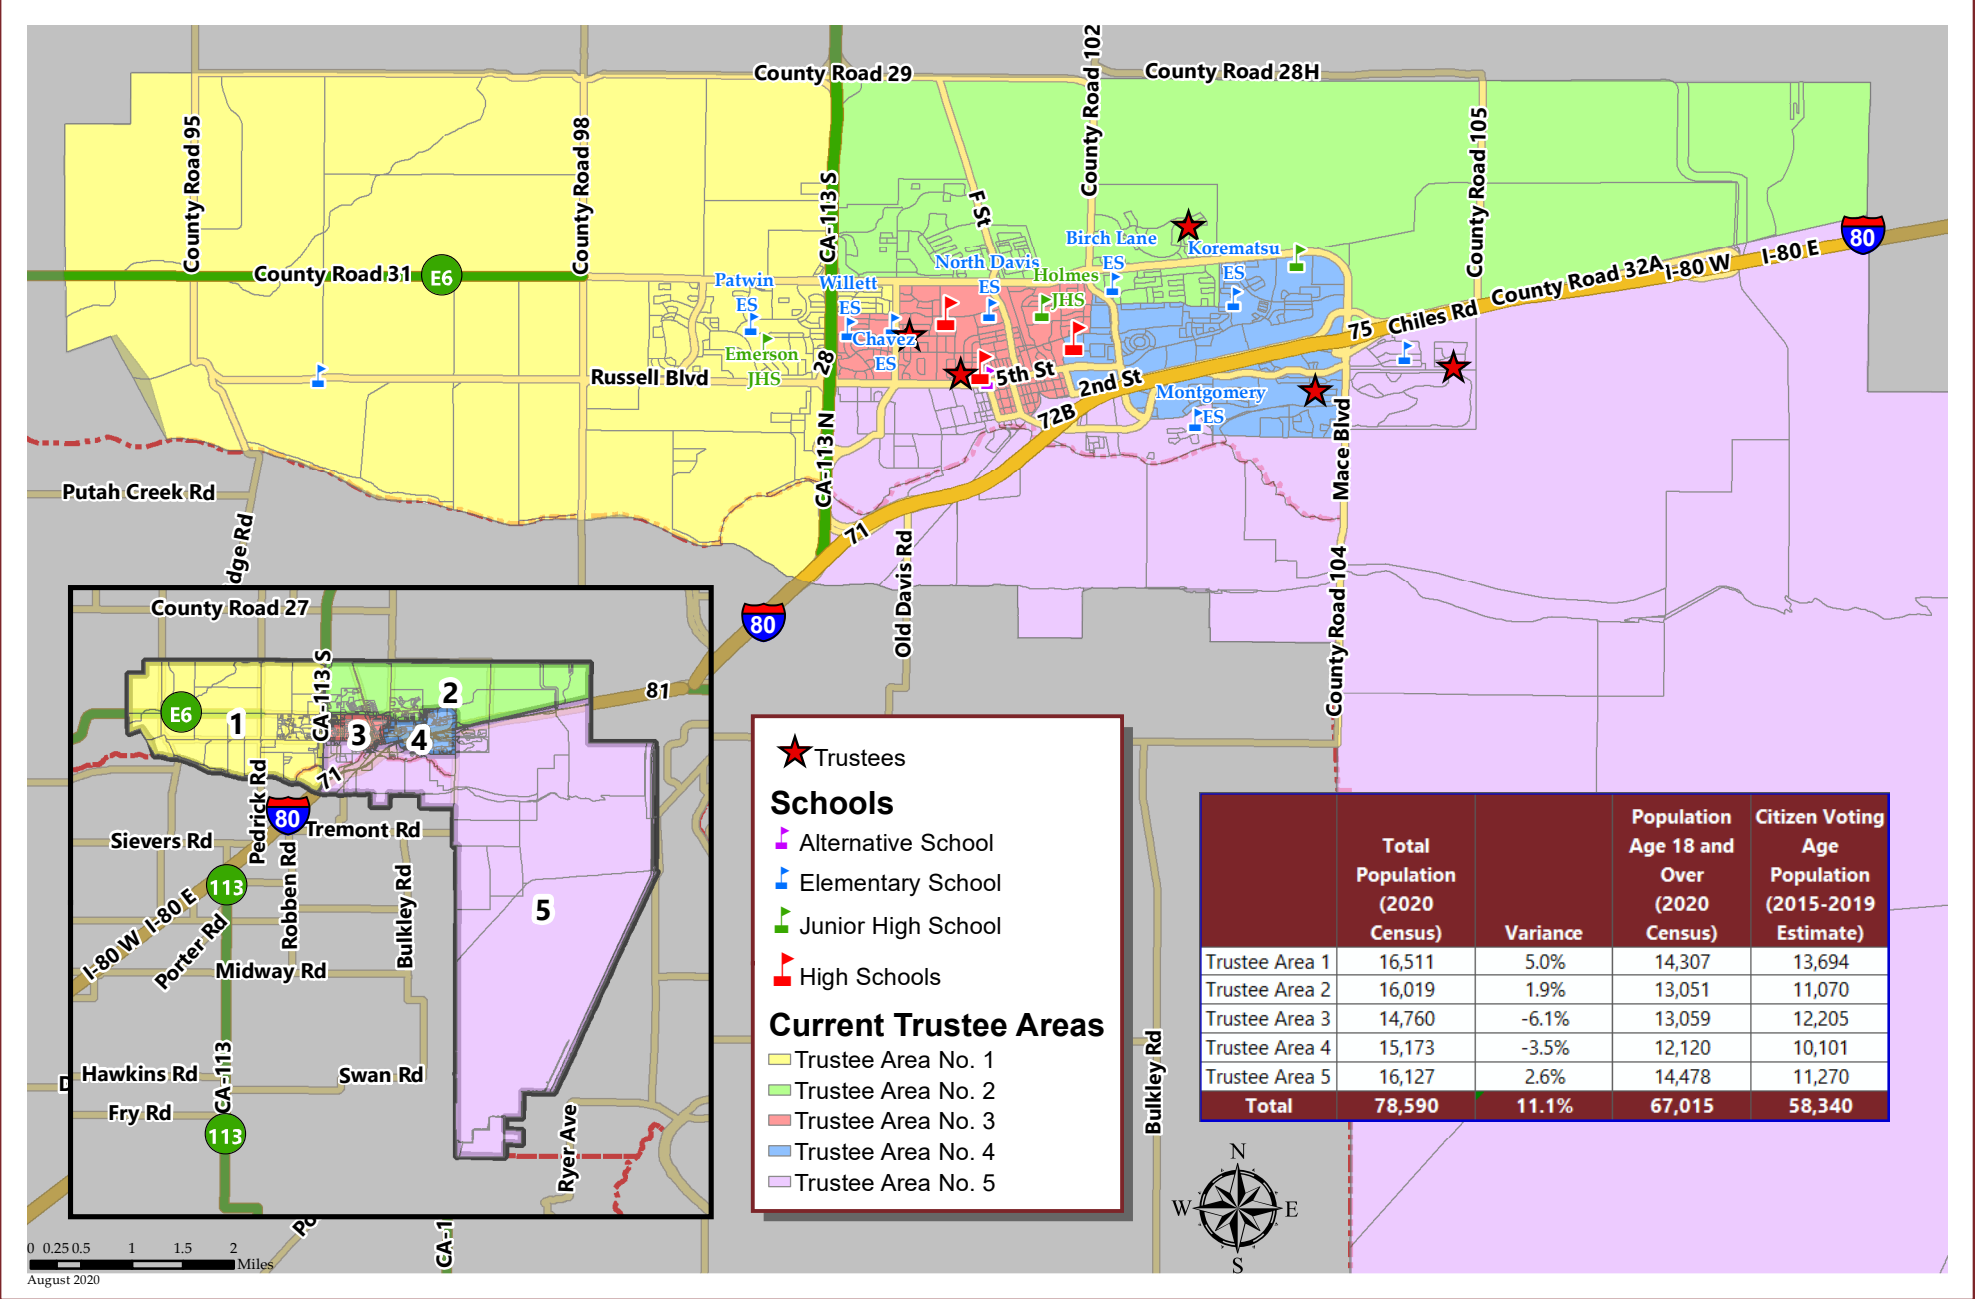 County Road 29
County Road 102
County Road 28H
County Road 95
County Road 98
CA-113 S
F St
County Road 105
County Road 31
E6
Birch Lane
ES
Korematsu
ES
North Davis
ES
Holmes
JHS
Patwin
ES
Willett
ES
Chavez
ES
Emerson
JHS
Russell Blvd
28
5th St
2nd St
72B
75
Chiles Rd
County Road 32A
I-80 W
I-80 E
80
Montgomery
ES
Mace Blvd
CA-113 N
71
Old Davis Rd
County Road 104
Putah Creek Rd
dge Rd
80
81
Bulkley Rd
County Road 27
CA-113 S
E6
1
2
3
4
5
71
Pedrick Rd
80
Tremont Rd
Sievers Rd
113
Robben Rd
Bulkley Rd
I-80 W
I-80 E
Porter Rd
Midway Rd
CA-113
Hawkins Rd
Swan Rd
Fry Rd
113
Ryer Ave
D
Po
CA-1
Trustees
Schools
Alternative School
Elementary School
Junior High School
High Schools
Current Trustee Areas
Trustee Area No. 1
Trustee Area No. 2
Trustee Area No. 3
Trustee Area No. 4
Trustee Area No. 5
Total Population (2020 Census) Variance Population Age 18 and Over (2020 Census) Citizen Voting Age Population (2015-2019 Estimate)
Trustee Area 1 16,511 5.0% 14,307 13,694
Trustee Area 2 16,019 1.9% 13,051 11,070
Trustee Area 3 14,760 -6.1% 13,059 12,205
Trustee Area 4 15,173 -3.5% 12,120 10,101
Trustee Area 5 16,127 2.6% 14,478 11,270
Total 78,590 11.1% 67,015 58,340
N
W E
S
0 0.25 0.5 1 1.5 2
Miles
August 2020